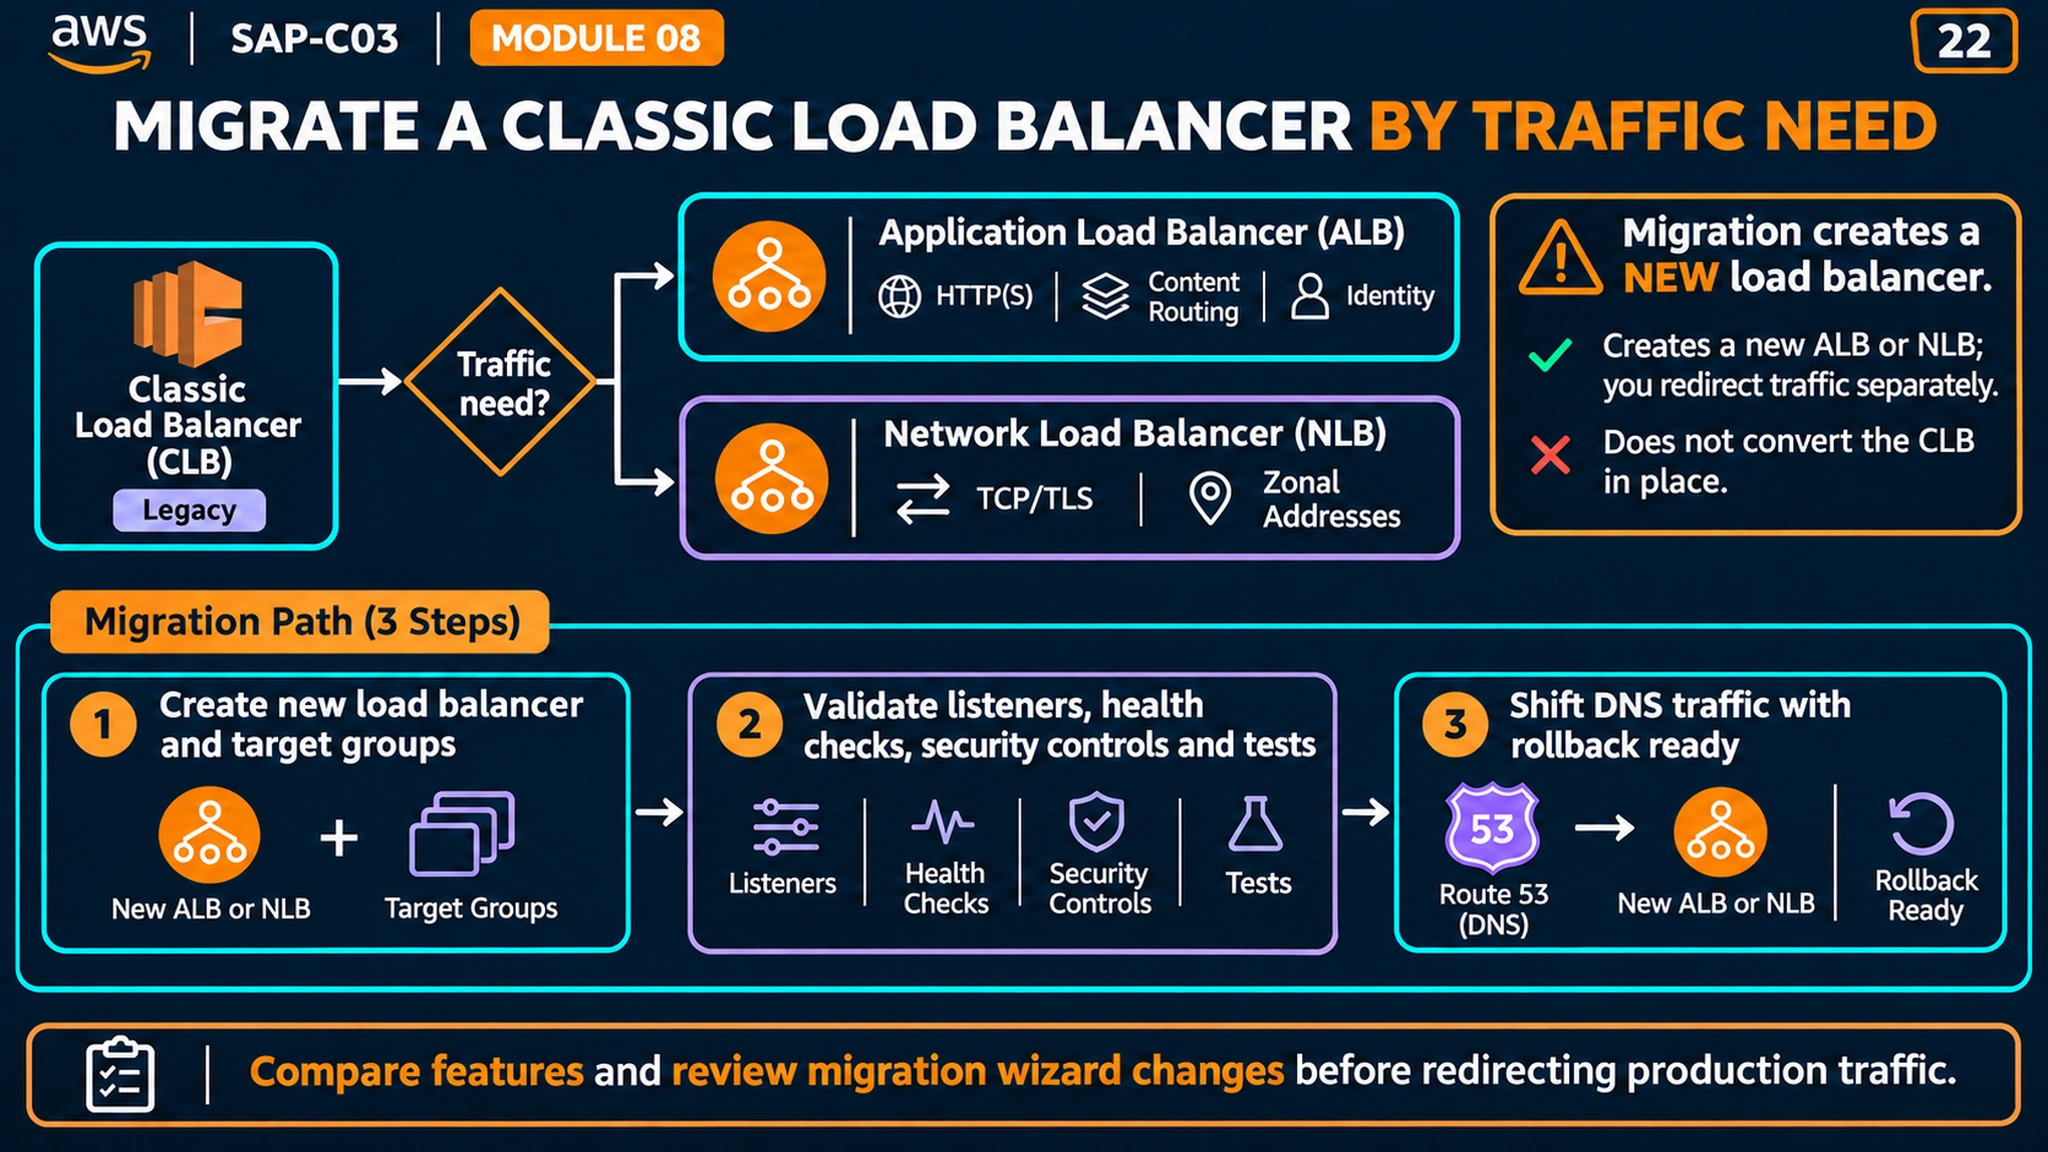 aws
SAP-C03
MODULE 08
22
MIGRATE A CLASSIC LOAD BALANCER BY TRAFFIC NEED
Classic
Load Balancer
(CLB)
Legacy
Traffic
need?
Application Load Balancer (ALB)
HTTP(S)
Content
Routing
Identity
Network Load Balancer (NLB)
TCP/TLS
Zonal
Addresses
Migration creates a
NEW load balancer.
Creates a new ALB or NLB;
you redirect traffic separately.
Does not convert the CLB
in place.
Migration Path (3 Steps)
1
Create new load balancer
and target groups
New ALB or NLB
+
Target Groups
2
Validate listeners, health
checks, security controls and tests
Listeners
Health
Checks
Security
Controls
Tests
3
Shift DNS traffic with
rollback ready
53
Route 53
(DNS)
New ALB or NLB
Rollback
Ready
Compare features and review migration wizard changes before redirecting production traffic.